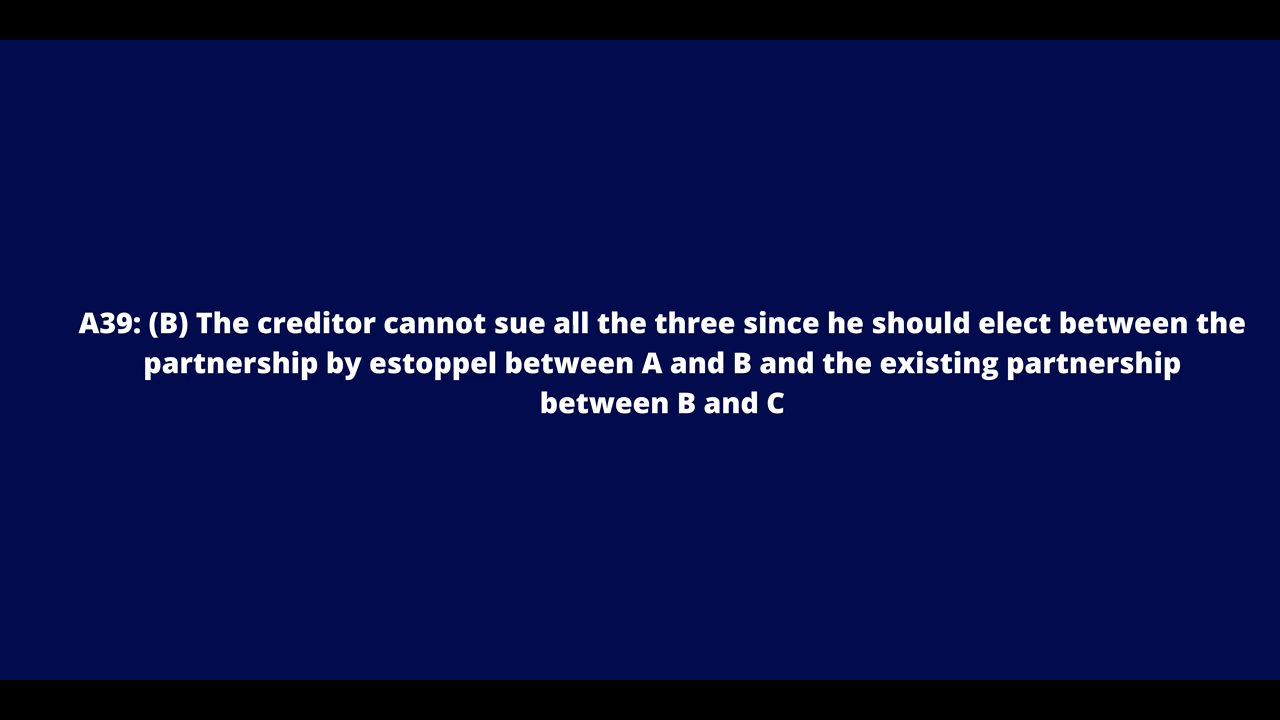 A39: (B) The creditor cannot sue all the three since he should elect between the
partnership by estoppel between A and B and the existing partnership
between B and C